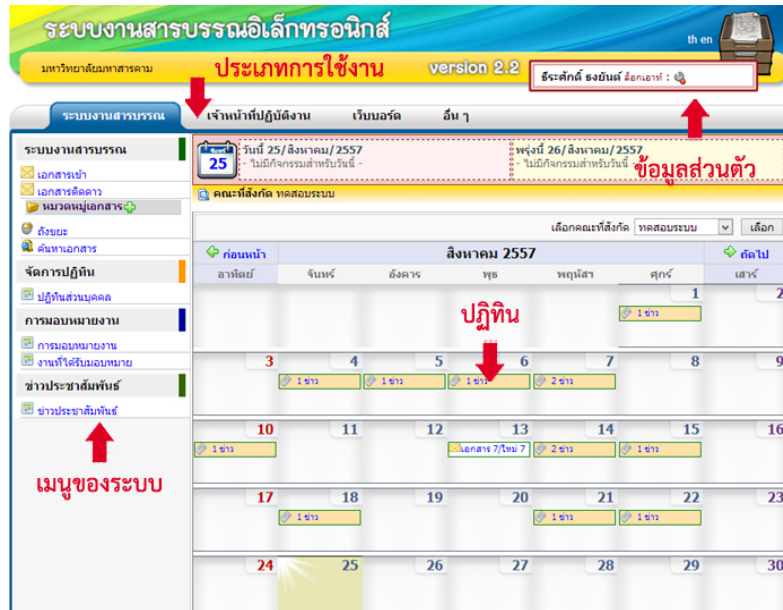 ระบบงานสารบรรณอิเล็กทรอนิกส์
th en
มหาวิทยาลัยมหาสารคาม
ประเภทการใช้งาน
version 2.2
ธีระศักดิ์ ธงยันต์ ล็อกเอาท์ :
ระบบงานสารบรรณ
เจ้าหน้าที่ปฏิบัติงาน
เว็บบอร์ด
อื่น ๆ
ระบบงานสารบรรณ
เอกสารเข้า
เอกสารติดดาว
หมวดหมู่เอกสาร
ถังขยะ
ค้นหาเอกสาร
จัดการปฏิทิน
ปฏิทินส่วนบุคคล
การมอบหมายงาน
การมอบหมายงาน
งานที่ได้รับมอบหมาย
ข่าวประชาสัมพันธ์
ข่าวประชาสัมพันธ์
เมนูของระบบ
25
วันนี้ 25/สิงหาคม/2557
- ไม่มีกิจกรรมสำหรับวันนี้ -
พรุ่งนี้ 26/สิงหาคม/2557
- ไม่มีกิจกรรมสำหรับวันนี้ -
ข้อมูลส่วนตัว
คณะที่สังกัด ทดสอบระบบ
เลือกคณะที่สังกัด ทดสอบระบบ เลือก
ก่อนหน้า สิงหาคม 2557 ถัดไป
อาทิตย์ จันทร์ อังคาร พุธ พฤหัสฯ ศุกร์ เสาร์
1 2
1 ข่าว
ปฏิทิน
3 4 5 6 7 8 9
1 ข่าว 1 ข่าว 1 ข่าว 2 ข่าว
10 11 12 13 14 15 16
1 ข่าว เอกสาร 7/ใหม่ 7 2 ข่าว 1 ข่าว
17 18 19 20 21 22 23
1 ข่าว 1 ข่าว 1 ข่าว
24 25 26 27 28 29 30